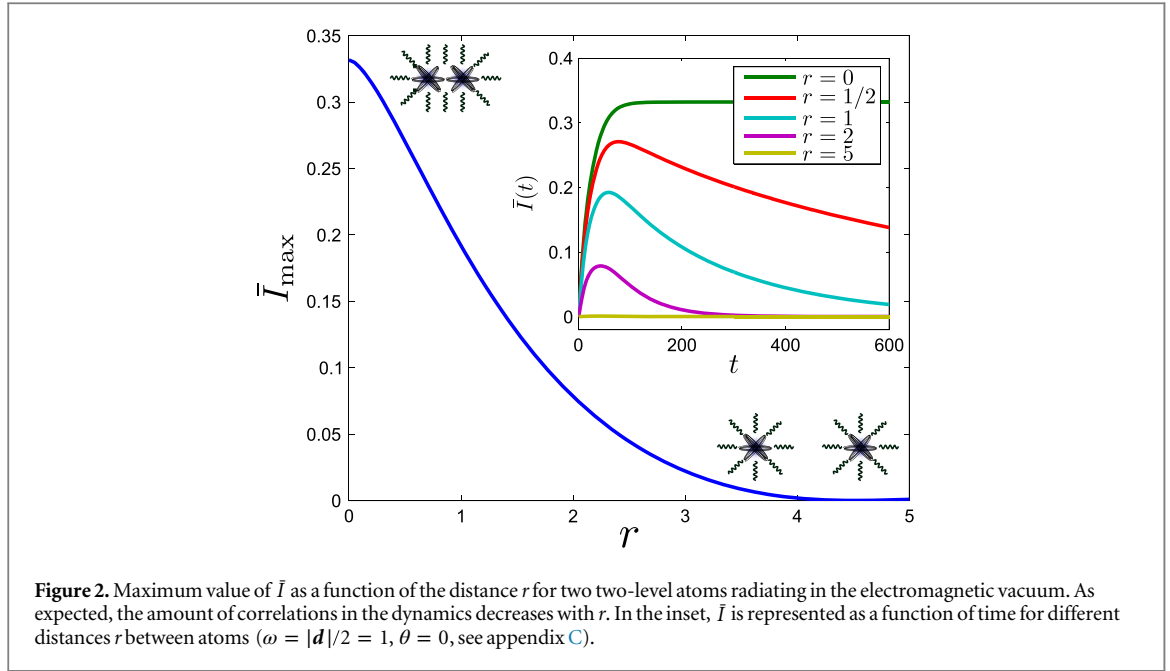 0.35
0.3
0.25
0.2
0.15
0.1
0.05
0
Ī_max
0 1 2 3 4 5
r
0.4
0.3
0.2
0.1
0
Ī(t)
0 200 400 600
t
r = 0
r = 1/2
r = 1
r = 2
r = 5
Figure 2. Maximum value of Ī as a function of the distance r for two two-level atoms radiating in the electromagnetic vacuum. As
expected, the amount of correlations in the dynamics decreases with r. In the inset, Ī is represented as a function of time for different
distances r between atoms (ω = |d|/2 = 1, θ = 0, see appendix C).